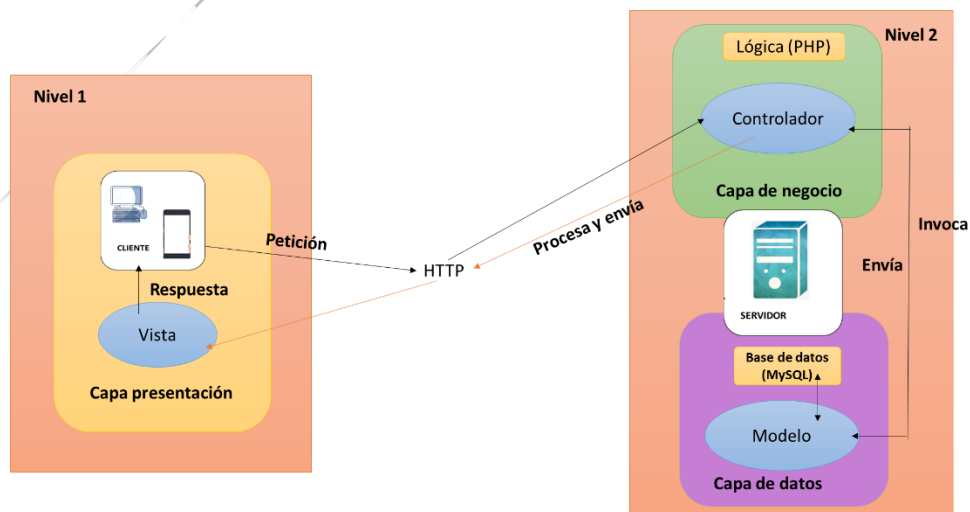 Nivel 1
CLIENTE
Respuesta
Vista
Capa presentación
Petición
HTTP
Procesa y envía
Nivel 2
Lógica (PHP)
Controlador
Capa de negocio
Invoca
Envía
SERVIDOR
Base de datos
(MySQL)
Modelo
Capa de datos